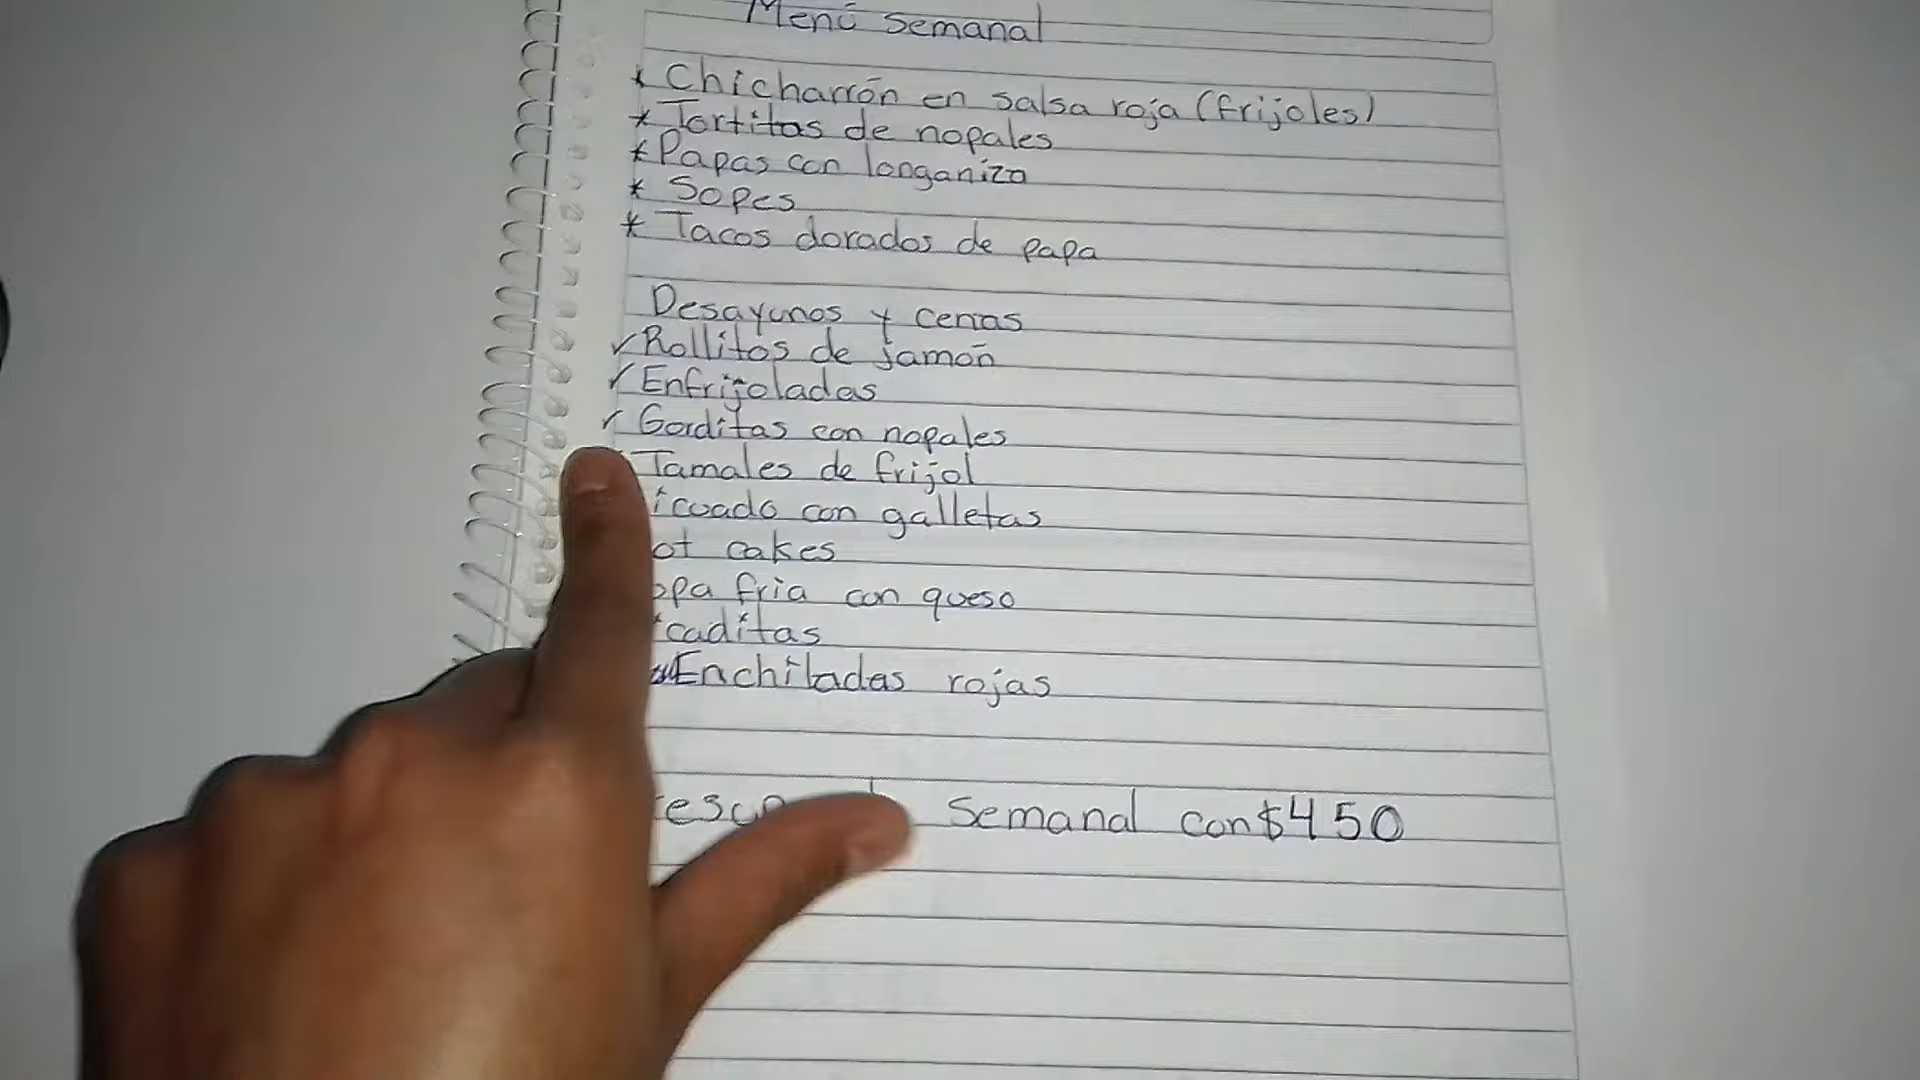 Menú semanal
* Chicharrón en salsa roja (frijoles)
* Tortitas de nopales
* Papas con longaniza
* Sopes
* Tacos dorados de papa
Desayunos y cenas
✓ Rollitos de jamón
✓ Enfrijoladas
✓ Gorditas con nopales
Tamales de frijol
icuado con galletas
ot cakes
opa fria con queso
icaditas
Enchiladas rojas
semanal con $450